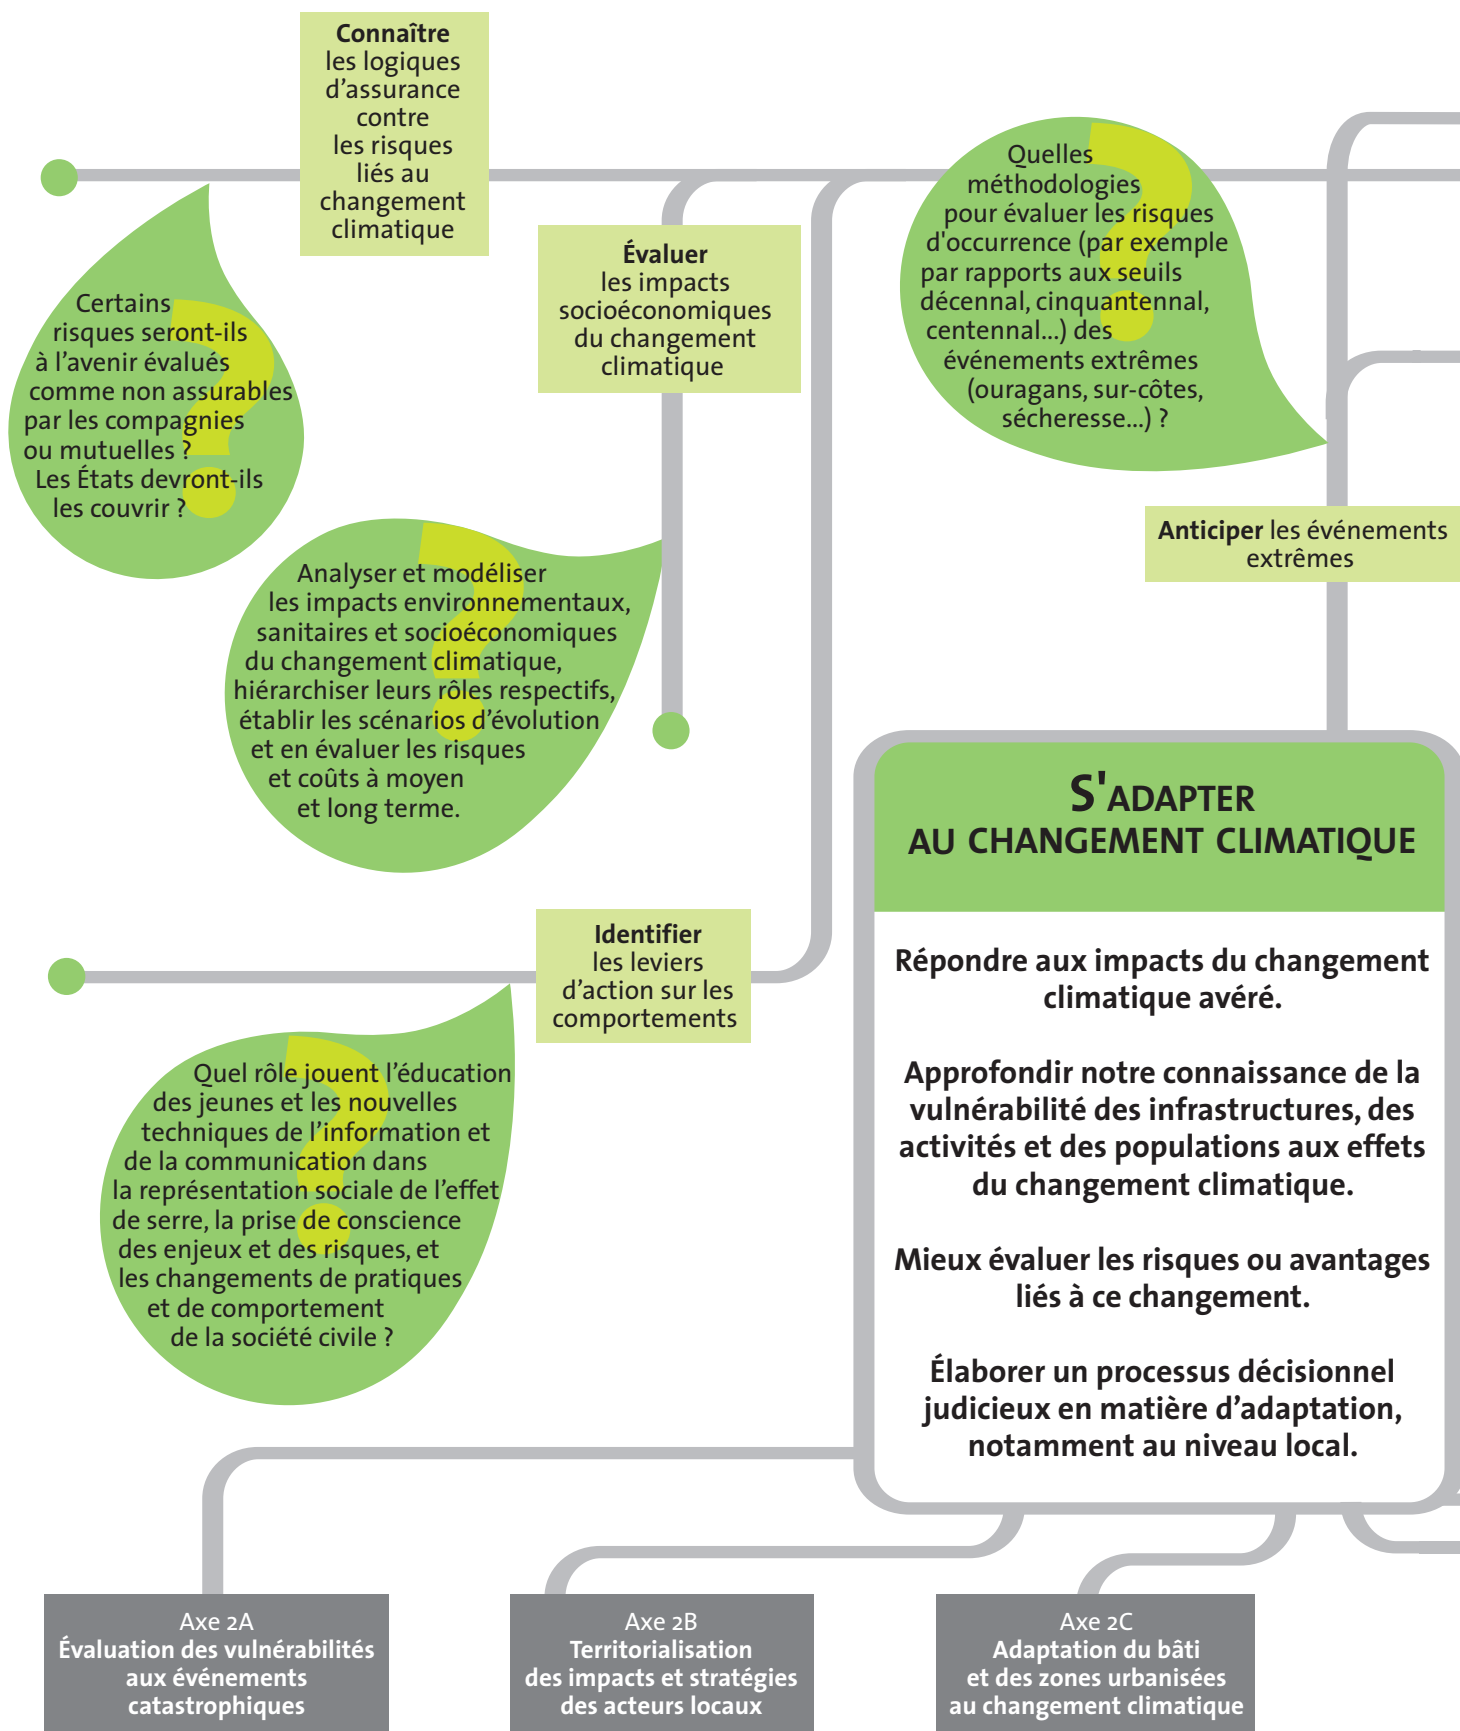 Connaître
les logiques
d’assurance
contre
les risques
liés au
changement
climatique
Quelles
méthodologies
pour évaluer les risques
d'occurrence (par exemple
par rapports aux seuils
décennal, cinquantennal,
centennal...) des
événements extrêmes
(ouragans, sur-côtes,
sécheresse...) ?
Évaluer
les impacts
socioéconomiques
du changement
climatique
Certains
risques seront-ils
à l’avenir évalués
comme non assurables
par les compagnies
ou mutuelles ?
Les États devront-ils
les couvrir ?
Anticiper les événements
extrêmes
Analyser et modéliser
les impacts environnementaux,
sanitaires et socioéconomiques
du changement climatique,
hiérarchiser leurs rôles respectifs,
établir les scénarios d’évolution
et en évaluer les risques
et coûts à moyen
et long terme.
S'ADAPTER
AU CHANGEMENT CLIMATIQUE
Répondre aux impacts du changement
climatique avéré.
Approfondir notre connaissance de la
vulnérabilité des infrastructures, des
activités et des populations aux effets
du changement climatique.
Mieux évaluer les risques ou avantages
liés à ce changement.
Élaborer un processus décisionnel
judicieux en matière d’adaptation,
notamment au niveau local.
Identifier
les leviers
d’action sur les
comportements
Quel rôle jouent l’éducation
des jeunes et les nouvelles
techniques de l’information et
de la communication dans
la représentation sociale de l’effet
de serre, la prise de conscience
des enjeux et des risques, et
les changements de pratiques
et de comportement
de la société civile ?
Axe 2A
Évaluation des vulnérabilités
aux événements
catastrophiques
Axe 2B
Territorialisation
des impacts et stratégies
des acteurs locaux
Axe 2C
Adaptation du bâti
et des zones urbanisées
au changement climatique